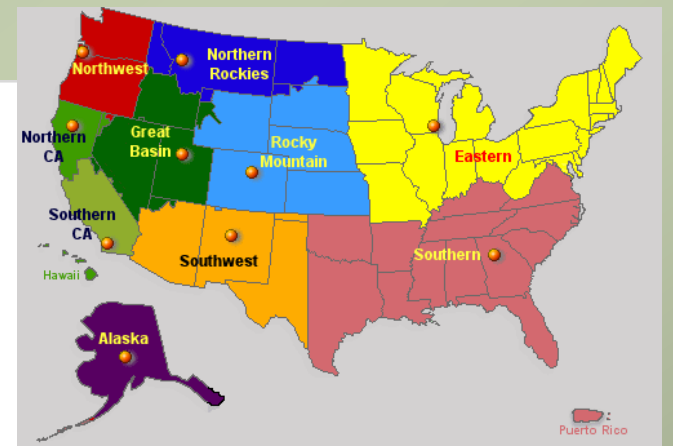 Northwest
Northern
Rockies
Northern
CA
Great
Basin
Rocky
Mountain
Eastern
Southern
CA
Southwest
Southern
Hawaii
Alaska
Puerto Rico